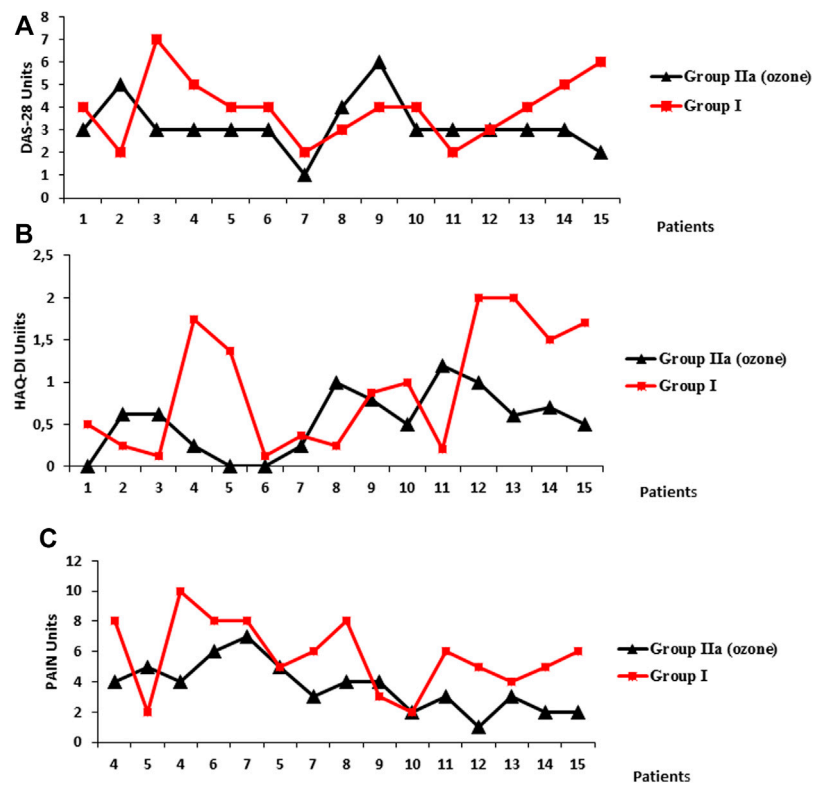 A
DAS-28 Units
8
7
6
5
4
3
2
1
0
1 2 3 4 5 6 7 8 9 10 11 12 13 14 15
Patients
Group IIa (ozone)
Group I
B
HAQ-DI Uniits
2,5
2
1,5
1
0,5
0
1 2 3 4 5 6 7 8 9 10 11 12 13 14 15
Patients
Group IIa (ozone)
Group I
C
PAIN Units
12
10
8
6
4
2
0
4 5 4 6 7 5 7 8 9 10 11 12 13 14 15
Patients
Group IIa (ozone)
Group I